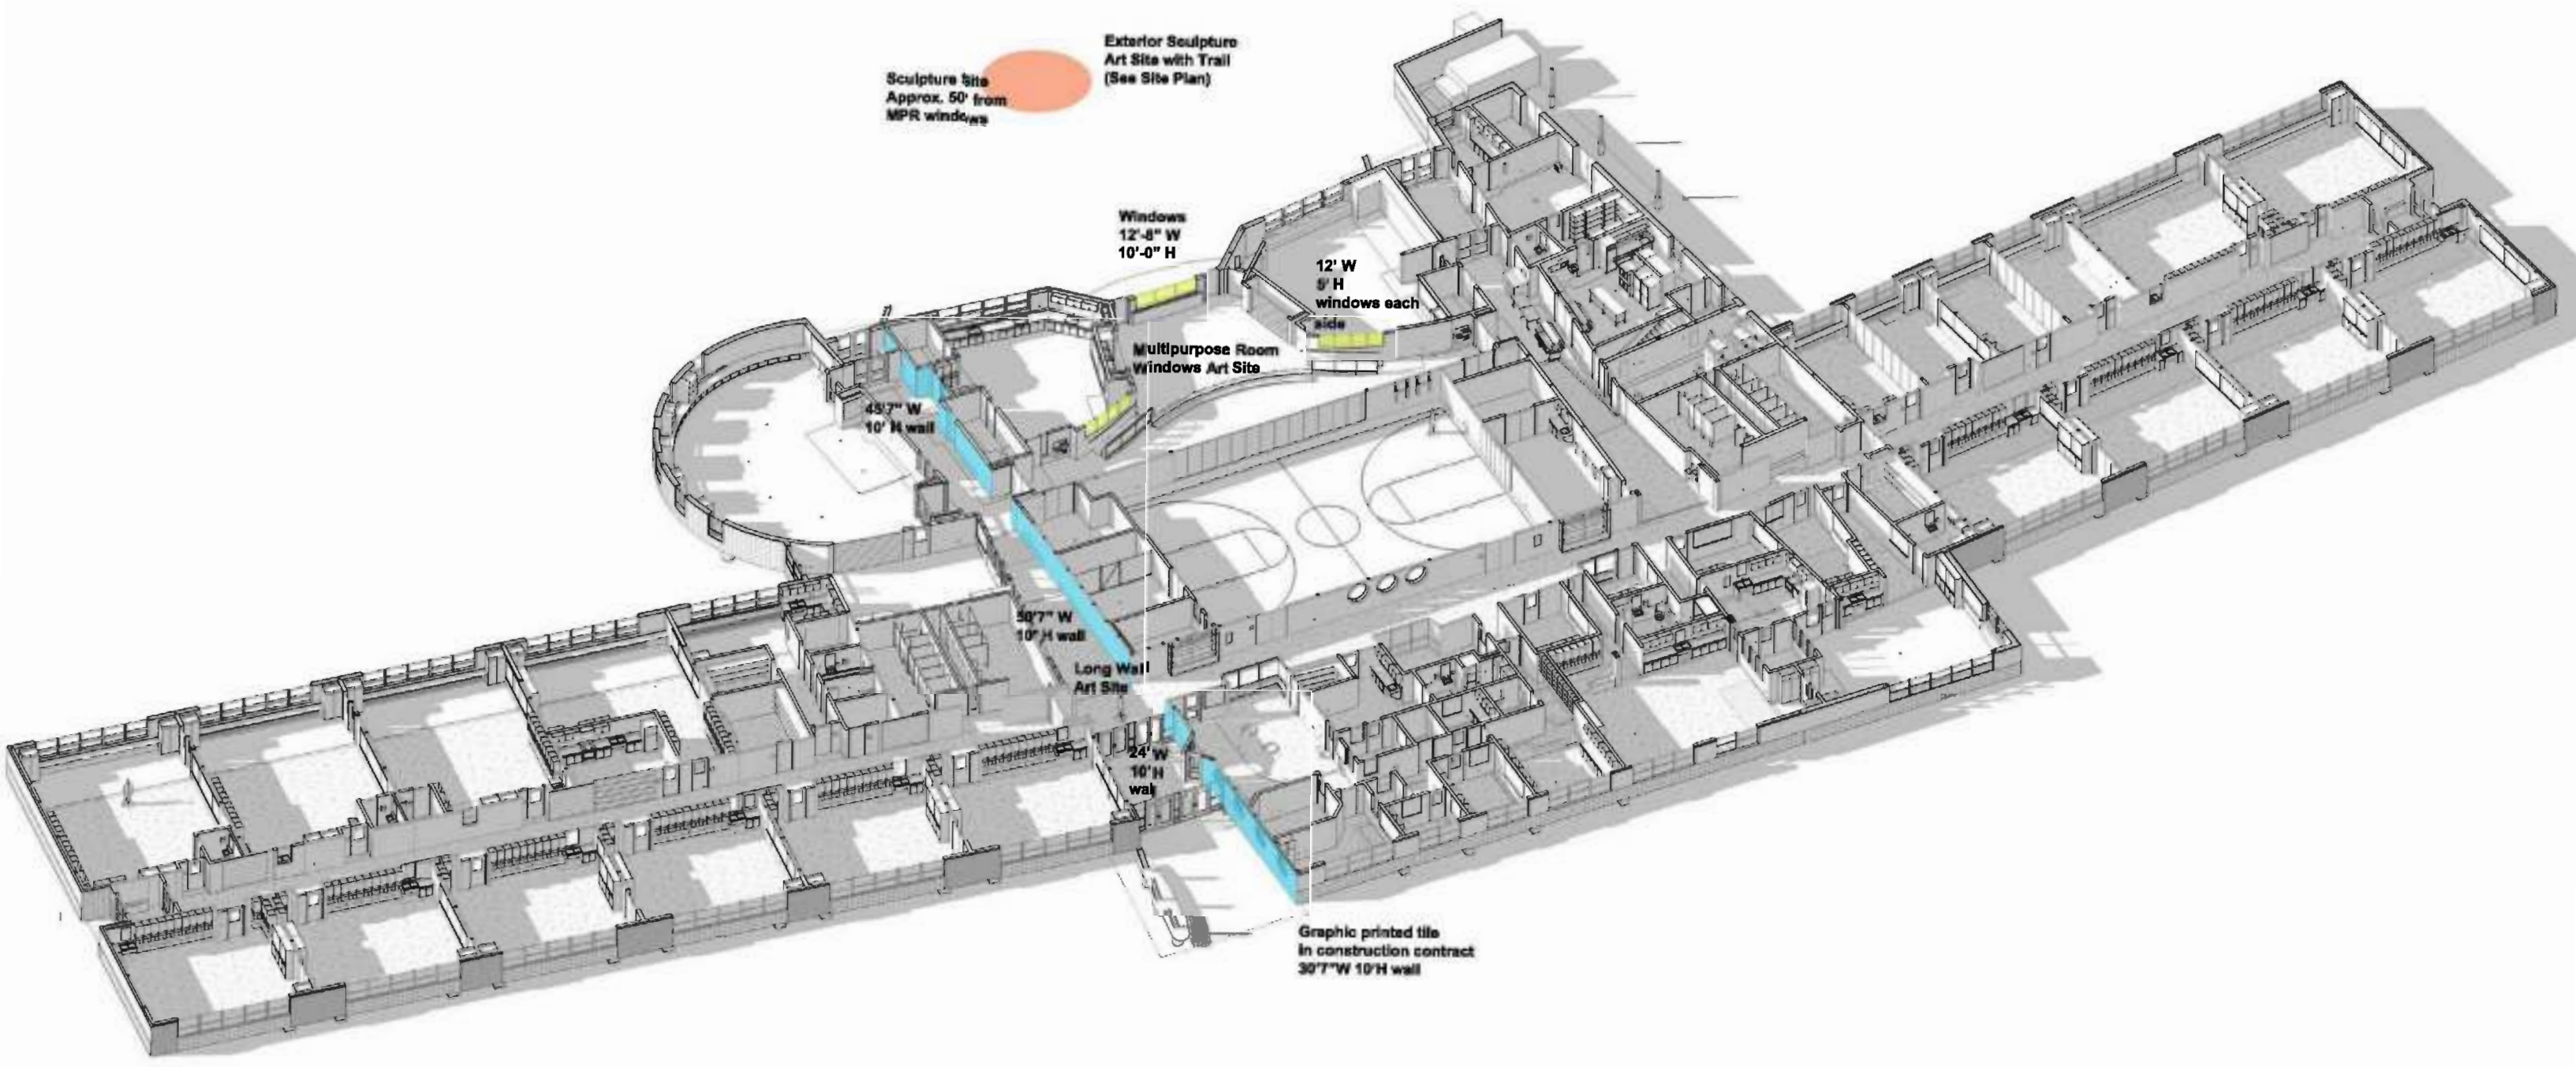 Exterior Sculpture
Art Site with Trail
(See Site Plan)
Sculpture Site
Approx. 50' from
MPR windows
Windows
12'-8" W
10'-0" H
12' W
5' H
windows each
side
Multipurpose Room
Windows Art Site
45'7" W
10' H wall
50'7" W
10' H wall
Long Wall
Art Site
24' W
10' H
wall
Graphic printed tile
in construction contract
30'7"W 10'H wall